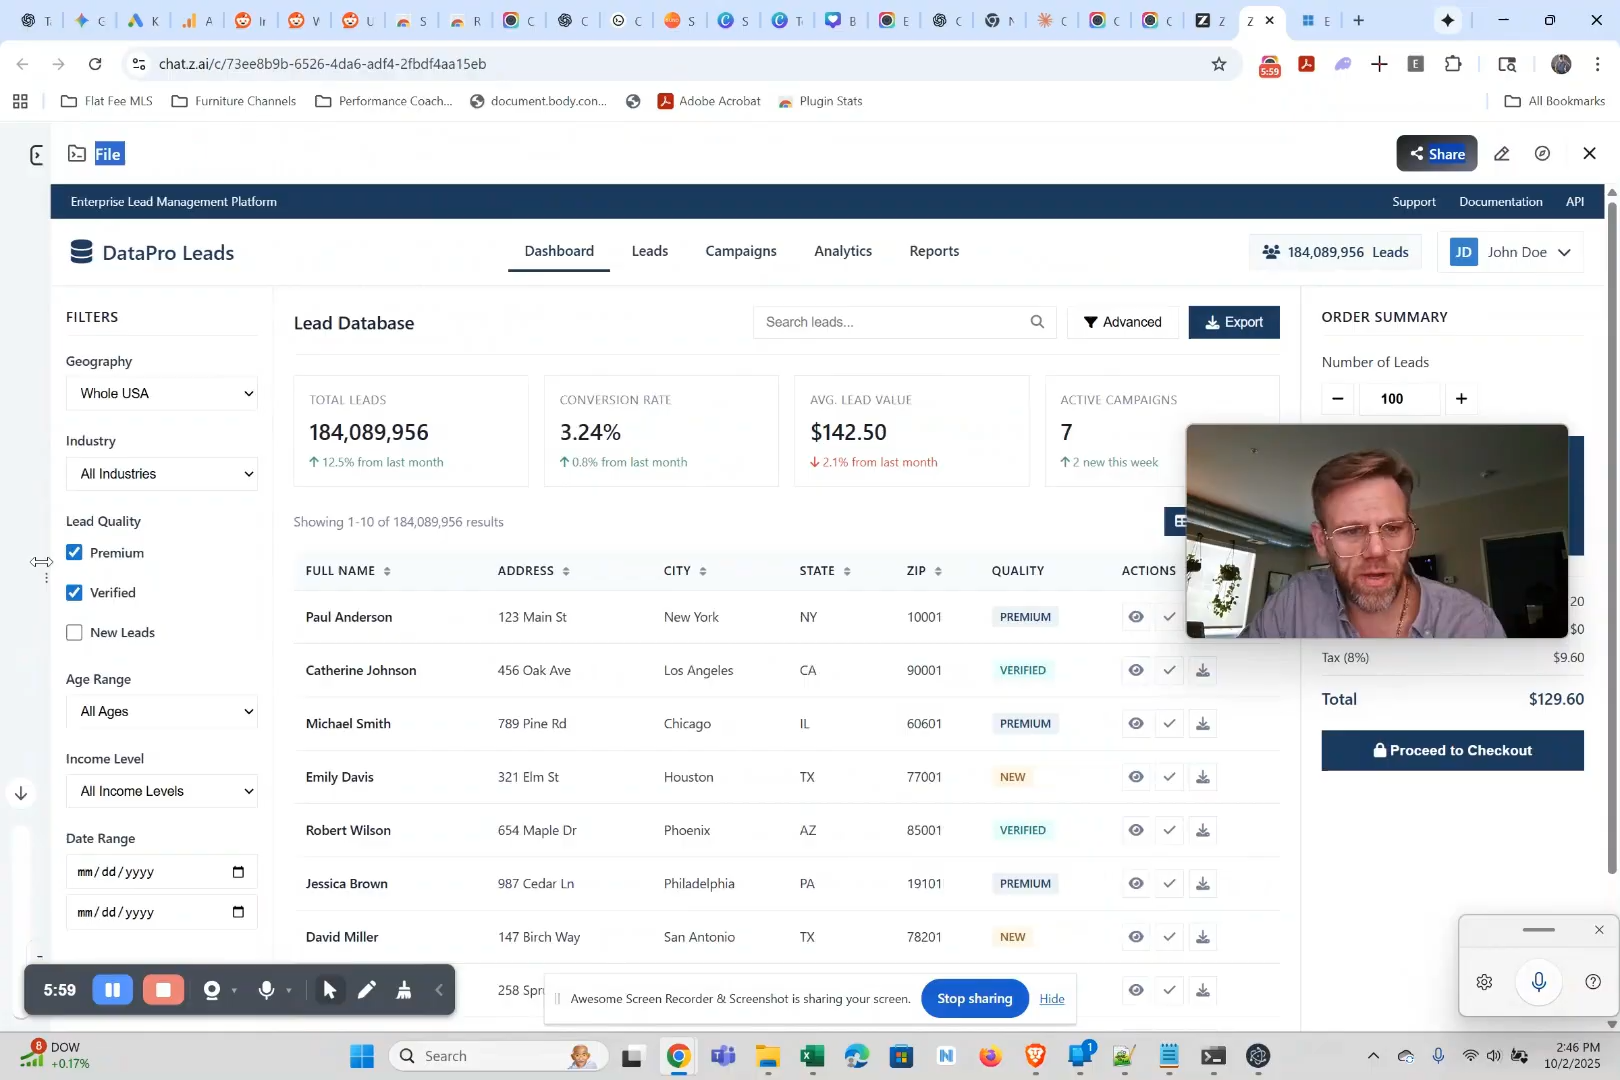 chat.z.ai/c/73ee8b9b-6526-4da6-adf4-2fbdf4aa15eb
5:59
Flat Fee MLS
Furniture Channels
Performance Coach...
document.body.con...
Adobe Acrobat
Plugin Stats
All Bookmarks
File
Share
Enterprise Lead Management Platform
Support
Documentation
API
DataPro Leads
Dashboard
Leads
Campaigns
Analytics
Reports
184,089,956 Leads
JD
John Doe
FILTERS
Geography
Whole USA
Industry
All Industries
Lead Quality
Premium
Verified
New Leads
Age Range
All Ages
Income Level
All Income Levels
Date Range
mm/dd/yyyy
mm/dd/yyyy
Lead Database
Search leads...
Advanced
Export
TOTAL LEADS
184,089,956
12.5% from last month
CONVERSION RATE
3.24%
0.8% from last month
AVG. LEAD VALUE
$142.50
2.1% from last month
ACTIVE CAMPAIGNS
7
2 new this week
Showing 1-10 of 184,089,956 results
FULL NAME ADDRESS CITY STATE ZIP QUALITY ACTIONS
Paul Anderson 123 Main St New York NY 10001 PREMIUM
Catherine Johnson 456 Oak Ave Los Angeles CA 90001 VERIFIED
Michael Smith 789 Pine Rd Chicago IL 60601 PREMIUM
Emily Davis 321 Elm St Houston TX 77001 NEW
Robert Wilson 654 Maple Dr Phoenix AZ 85001 VERIFIED
Jessica Brown 987 Cedar Ln Philadelphia PA 19101 PREMIUM
David Miller 147 Birch Way San Antonio TX 78201 NEW
258 Spr
ORDER SUMMARY
Number of Leads
100
20
$0
Tax (8%) $9.60
Total $129.60
Proceed to Checkout
5:59
Awesome Screen Recorder & Screenshot is sharing your screen.
Stop sharing
Hide
8
DOW
+0.17%
Search
1
2:46 PM
10/2/2025